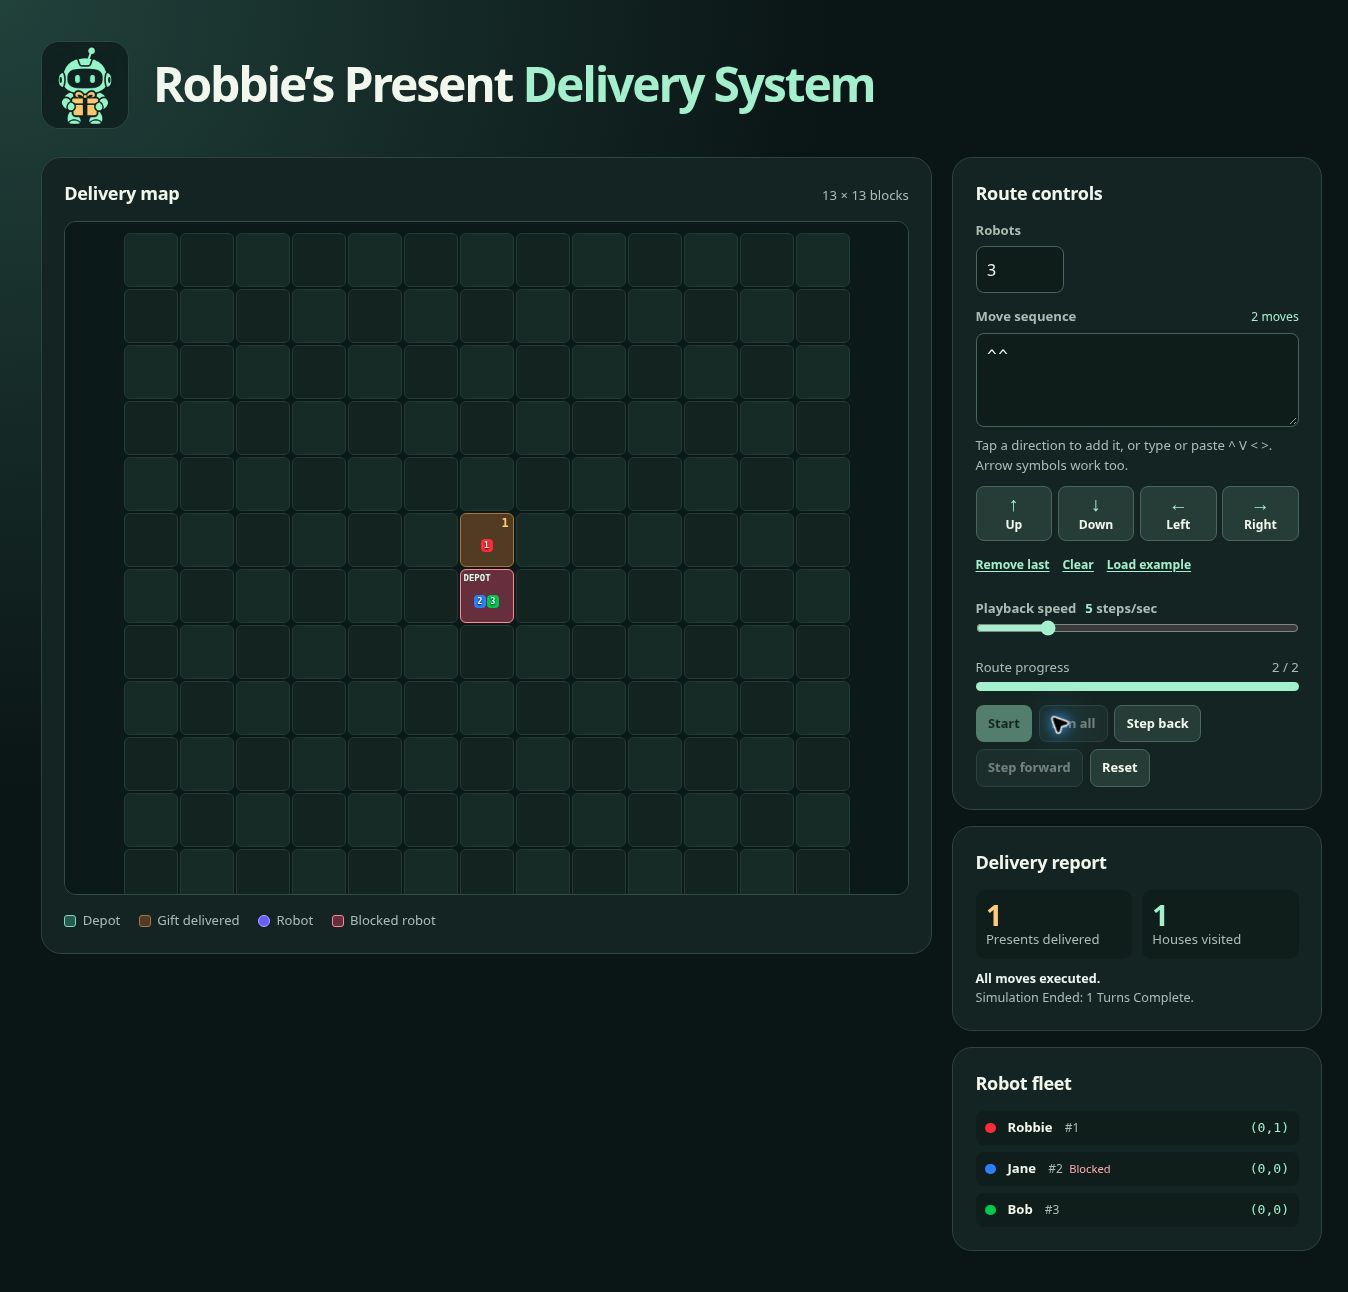 Robbie’s Present Delivery System
Delivery map
13 × 13 blocks
1
1
DEPOT
2 3
Depot
Gift delivered
Robot
Blocked robot
Route controls
Robots
3
Move sequence
2 moves
^^
Tap a direction to add it, or type or paste ^ V < >.
Arrow symbols work too.
↑ ↓ ← →
Up Down Left Right
Remove last Clear Load example
Playback speed 5 steps/sec
Route progress 2 / 2
Start all Step back
Step forward Reset
Delivery report
1 1
Presents delivered Houses visited
All moves executed.
Simulation Ended: 1 Turns Complete.
Robot fleet
Robbie #1 (0,1)
Jane #2 Blocked (0,0)
Bob #3 (0,0)